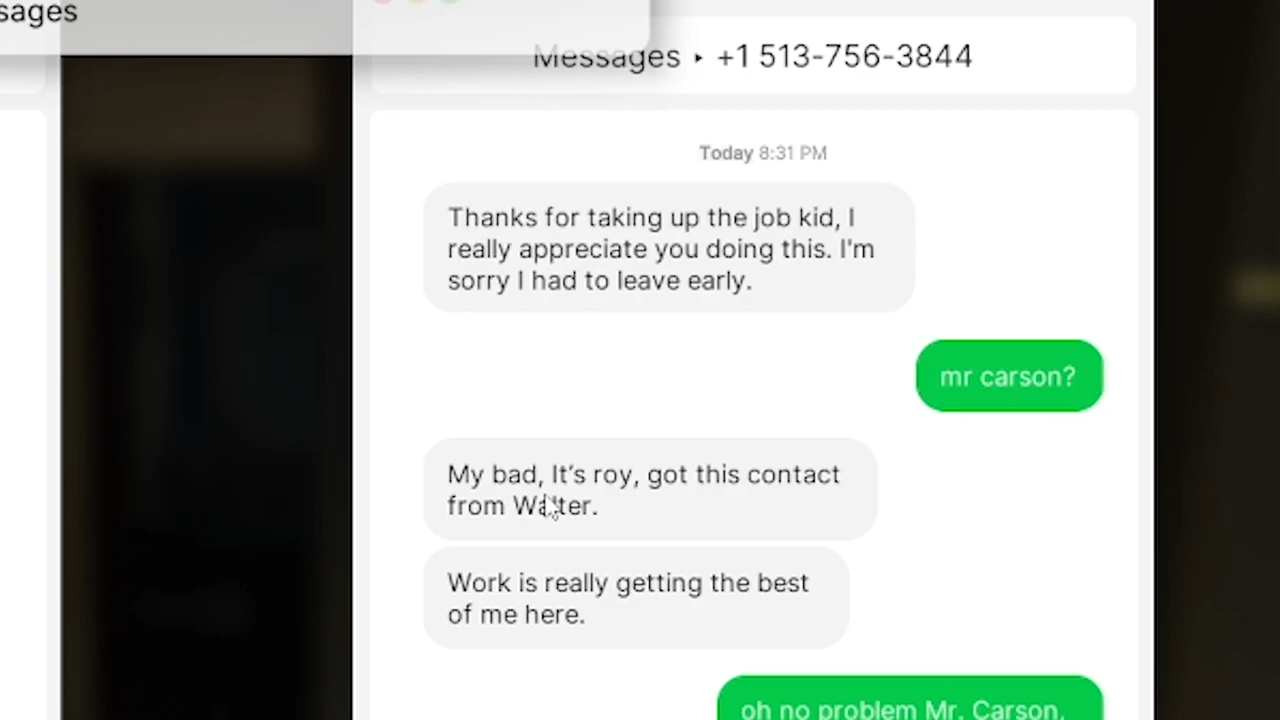 sages
Messages ‣ +1 513-756-3844
Today 8:31 PM
Thanks for taking up the job kid, I
really appreciate you doing this. I'm
sorry I had to leave early.
mr carson?
My bad, It’s roy, got this contact
from Walter.
Work is really getting the best
of me here.
oh no problem Mr. Carson,